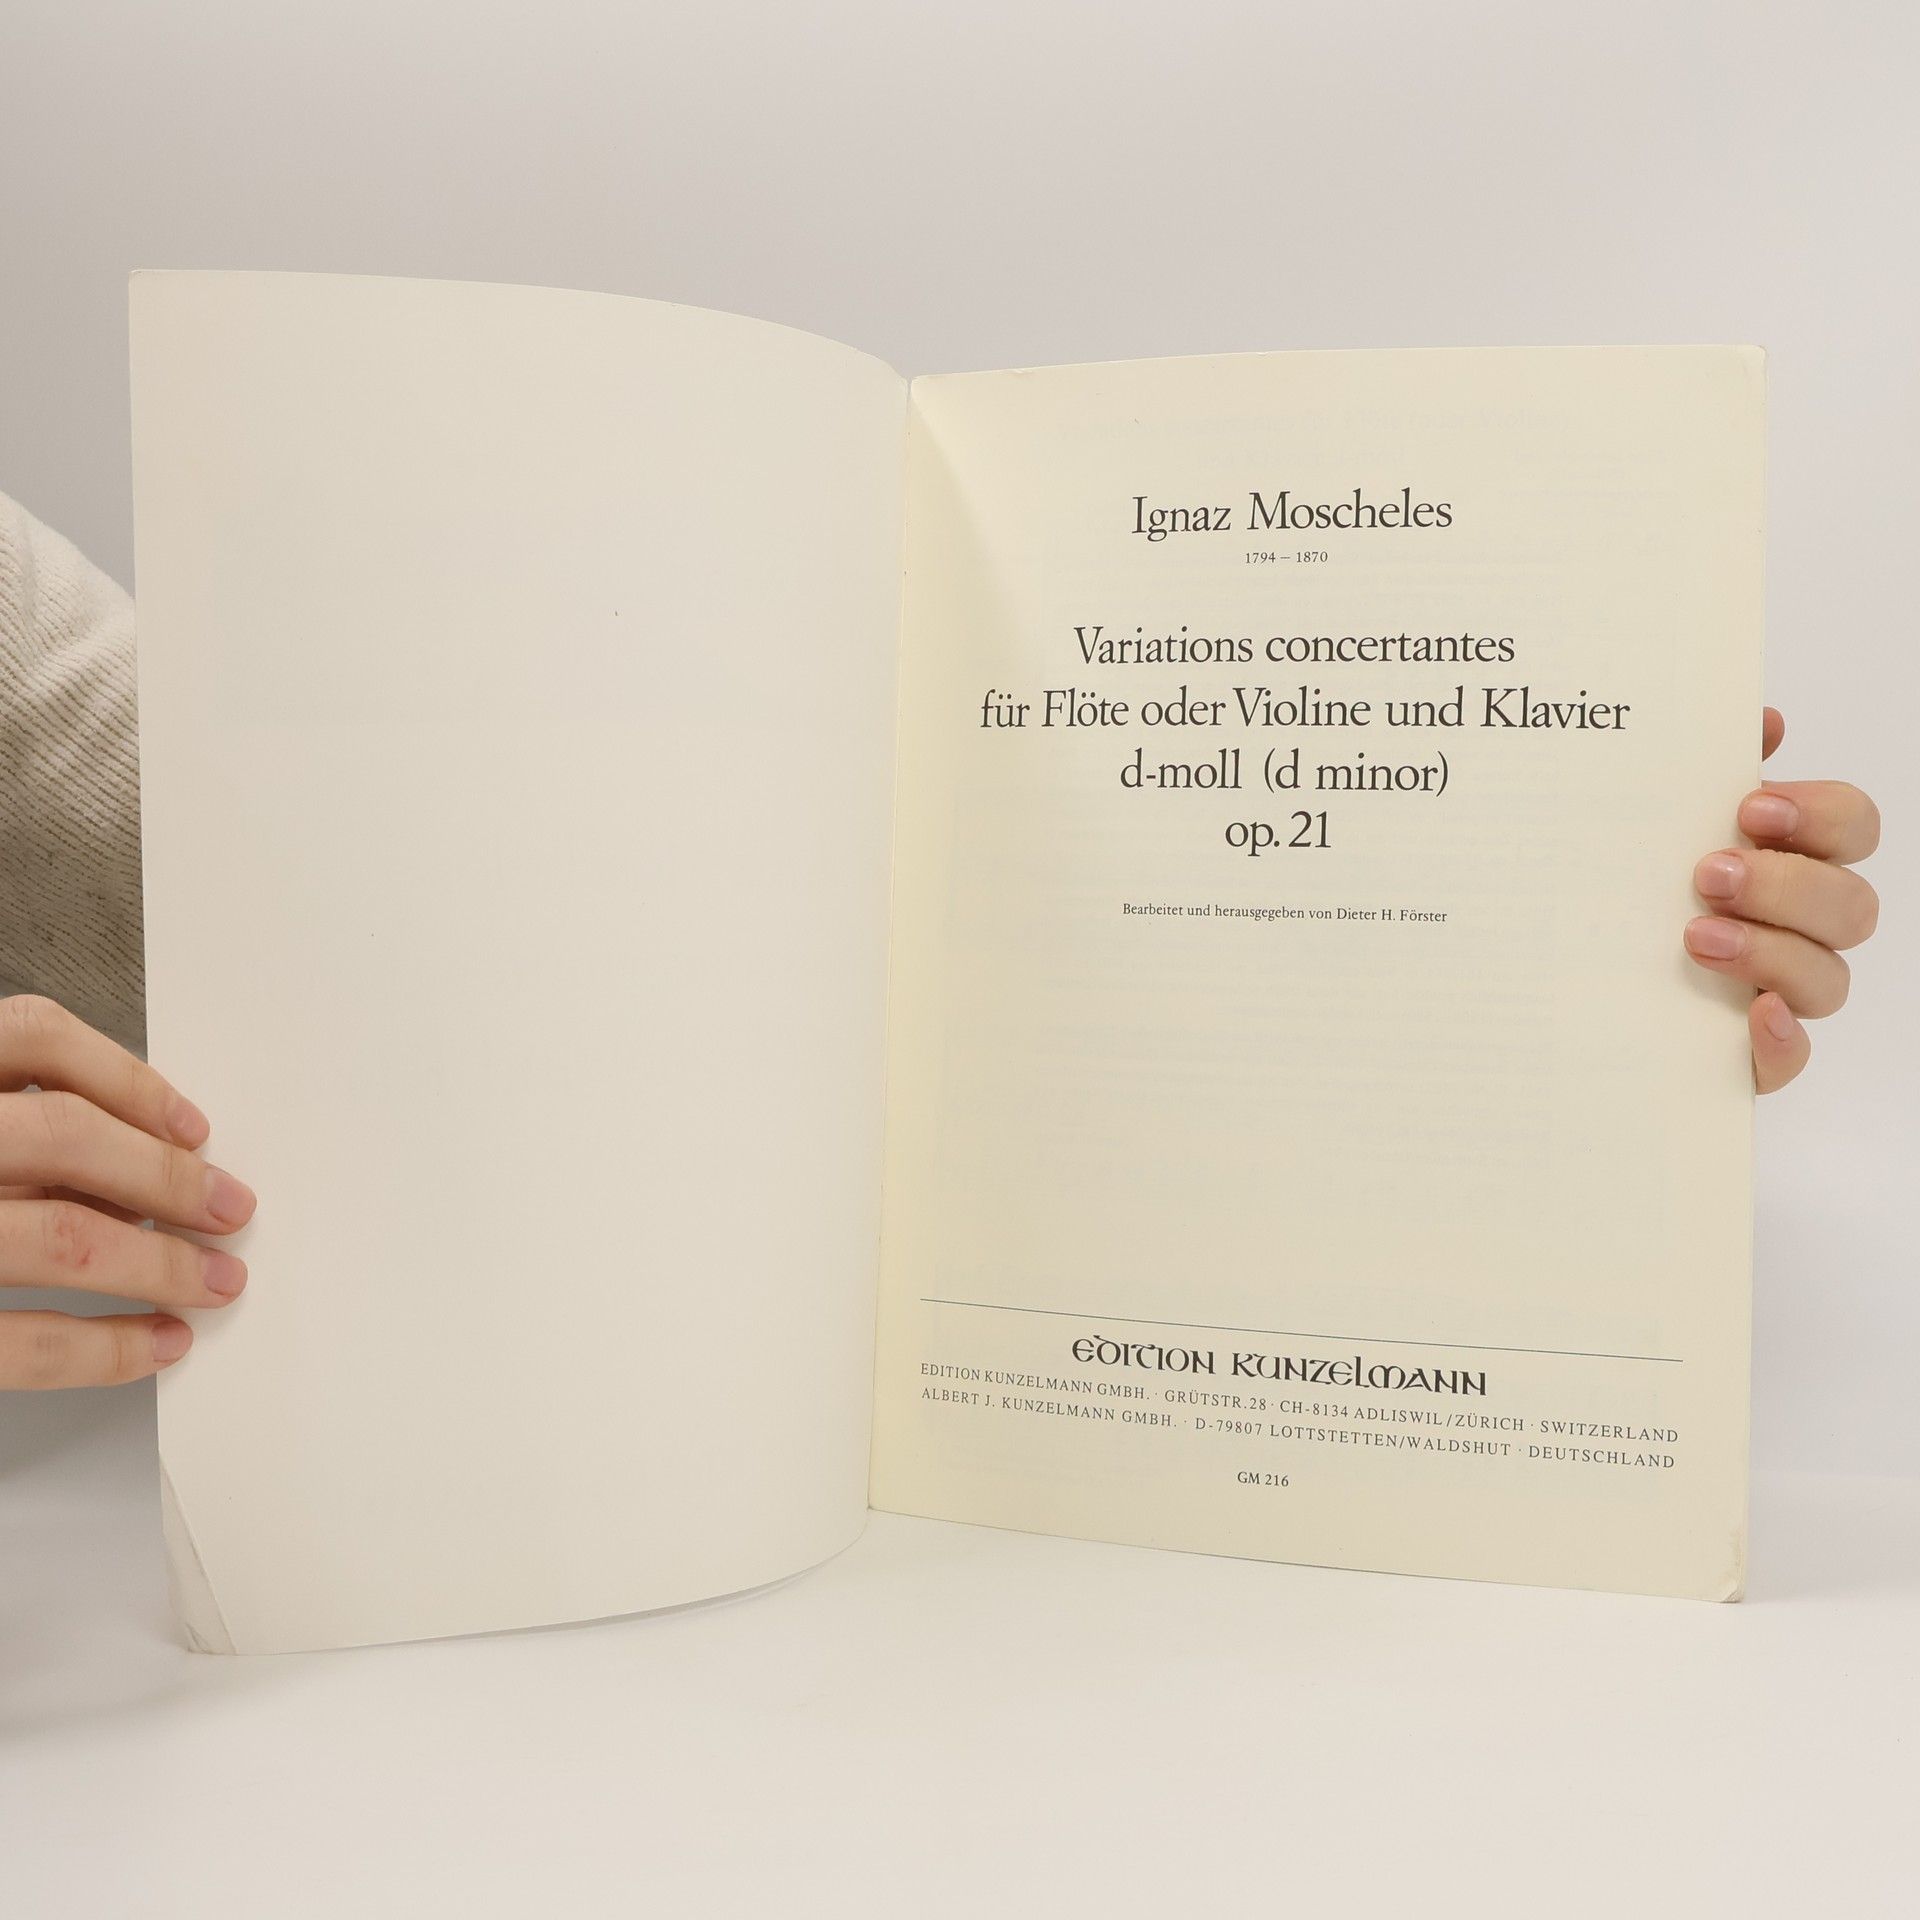 Ignaz Moscheles
1794 – 1870
Variations concertantes
für Flöte oder Violine und Klavier
d-moll (d minor)
op. 21
Bearbeitet und herausgegeben von Dieter H. Förster
EDITION KUNZELMANN
EDITION KUNZELMANN GMBH. · GRÜTSTR.28 · CH-8134 ADLISWIL/ZÜRICH · SWITZERLAND
ALBERT J. KUNZELMANN GMBH. · D-79807 LOTTSTETTEN/WALDSHUT · DEUTSCHLAND
GM 216